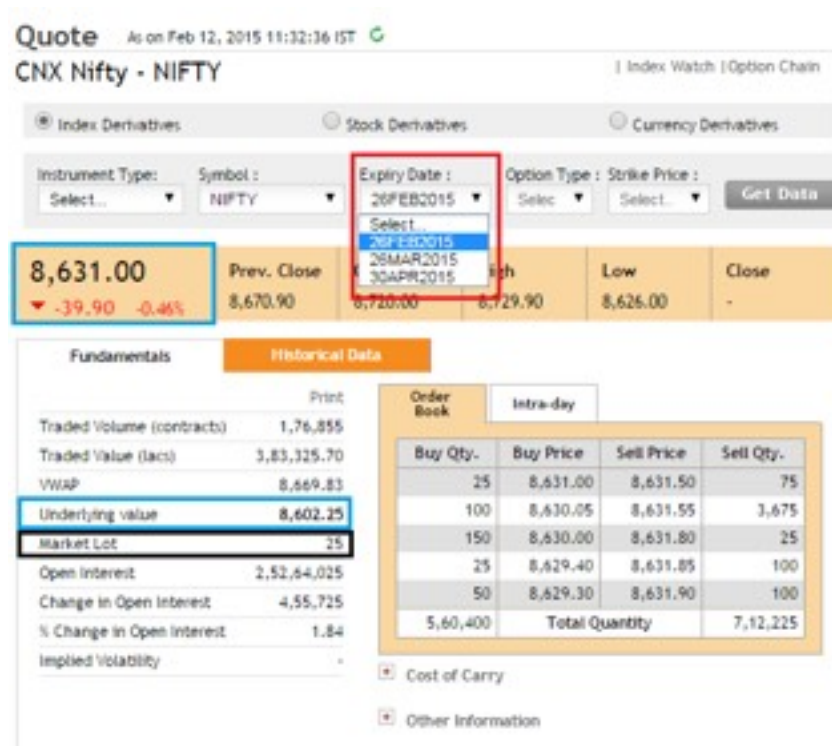 Quote As on Feb 12, 2015 11:32:36 IST
CNX Nifty - NIFTY | Index Watch | Option Chain
Index Derivatives Stock Derivatives Currency Derivatives
Instrument Type: Symbol : Expiry Date : Option Type : Strike Price :
Select... NIFTY 26FEB2015 Selec Select.. Get Data
Select...
26FEB2015
26MAR2015
30APR2015
8,631.00 Prev. Close Low Close
-39.90 -0.46% 8,670.90 8,720.00 8,729.90 8,626.00 -
Fundamentals Historical Data
Print
Traded Volume (contracts) 1,76,855
Traded Value (lacs) 3,83,325.70
VWAP 8,669.83
Underlying value 8,602.25
Market Lot 25
Open Interest 2,52,64,025
Change in Open Interest 4,55,725
% Change in Open Interest 1.84
Implied Volatility -
Order Book Intra-day
Buy Qty. Buy Price Sell Price Sell Qty.
25 8,631.00 8,631.50 75
100 8,630.05 8,631.55 3,675
150 8,630.00 8,631.80 25
25 8,629.40 8,631.85 100
50 8,629.30 8,631.90 100
5,60,400 Total Quantity 7,12,225
Cost of Carry
Other Information